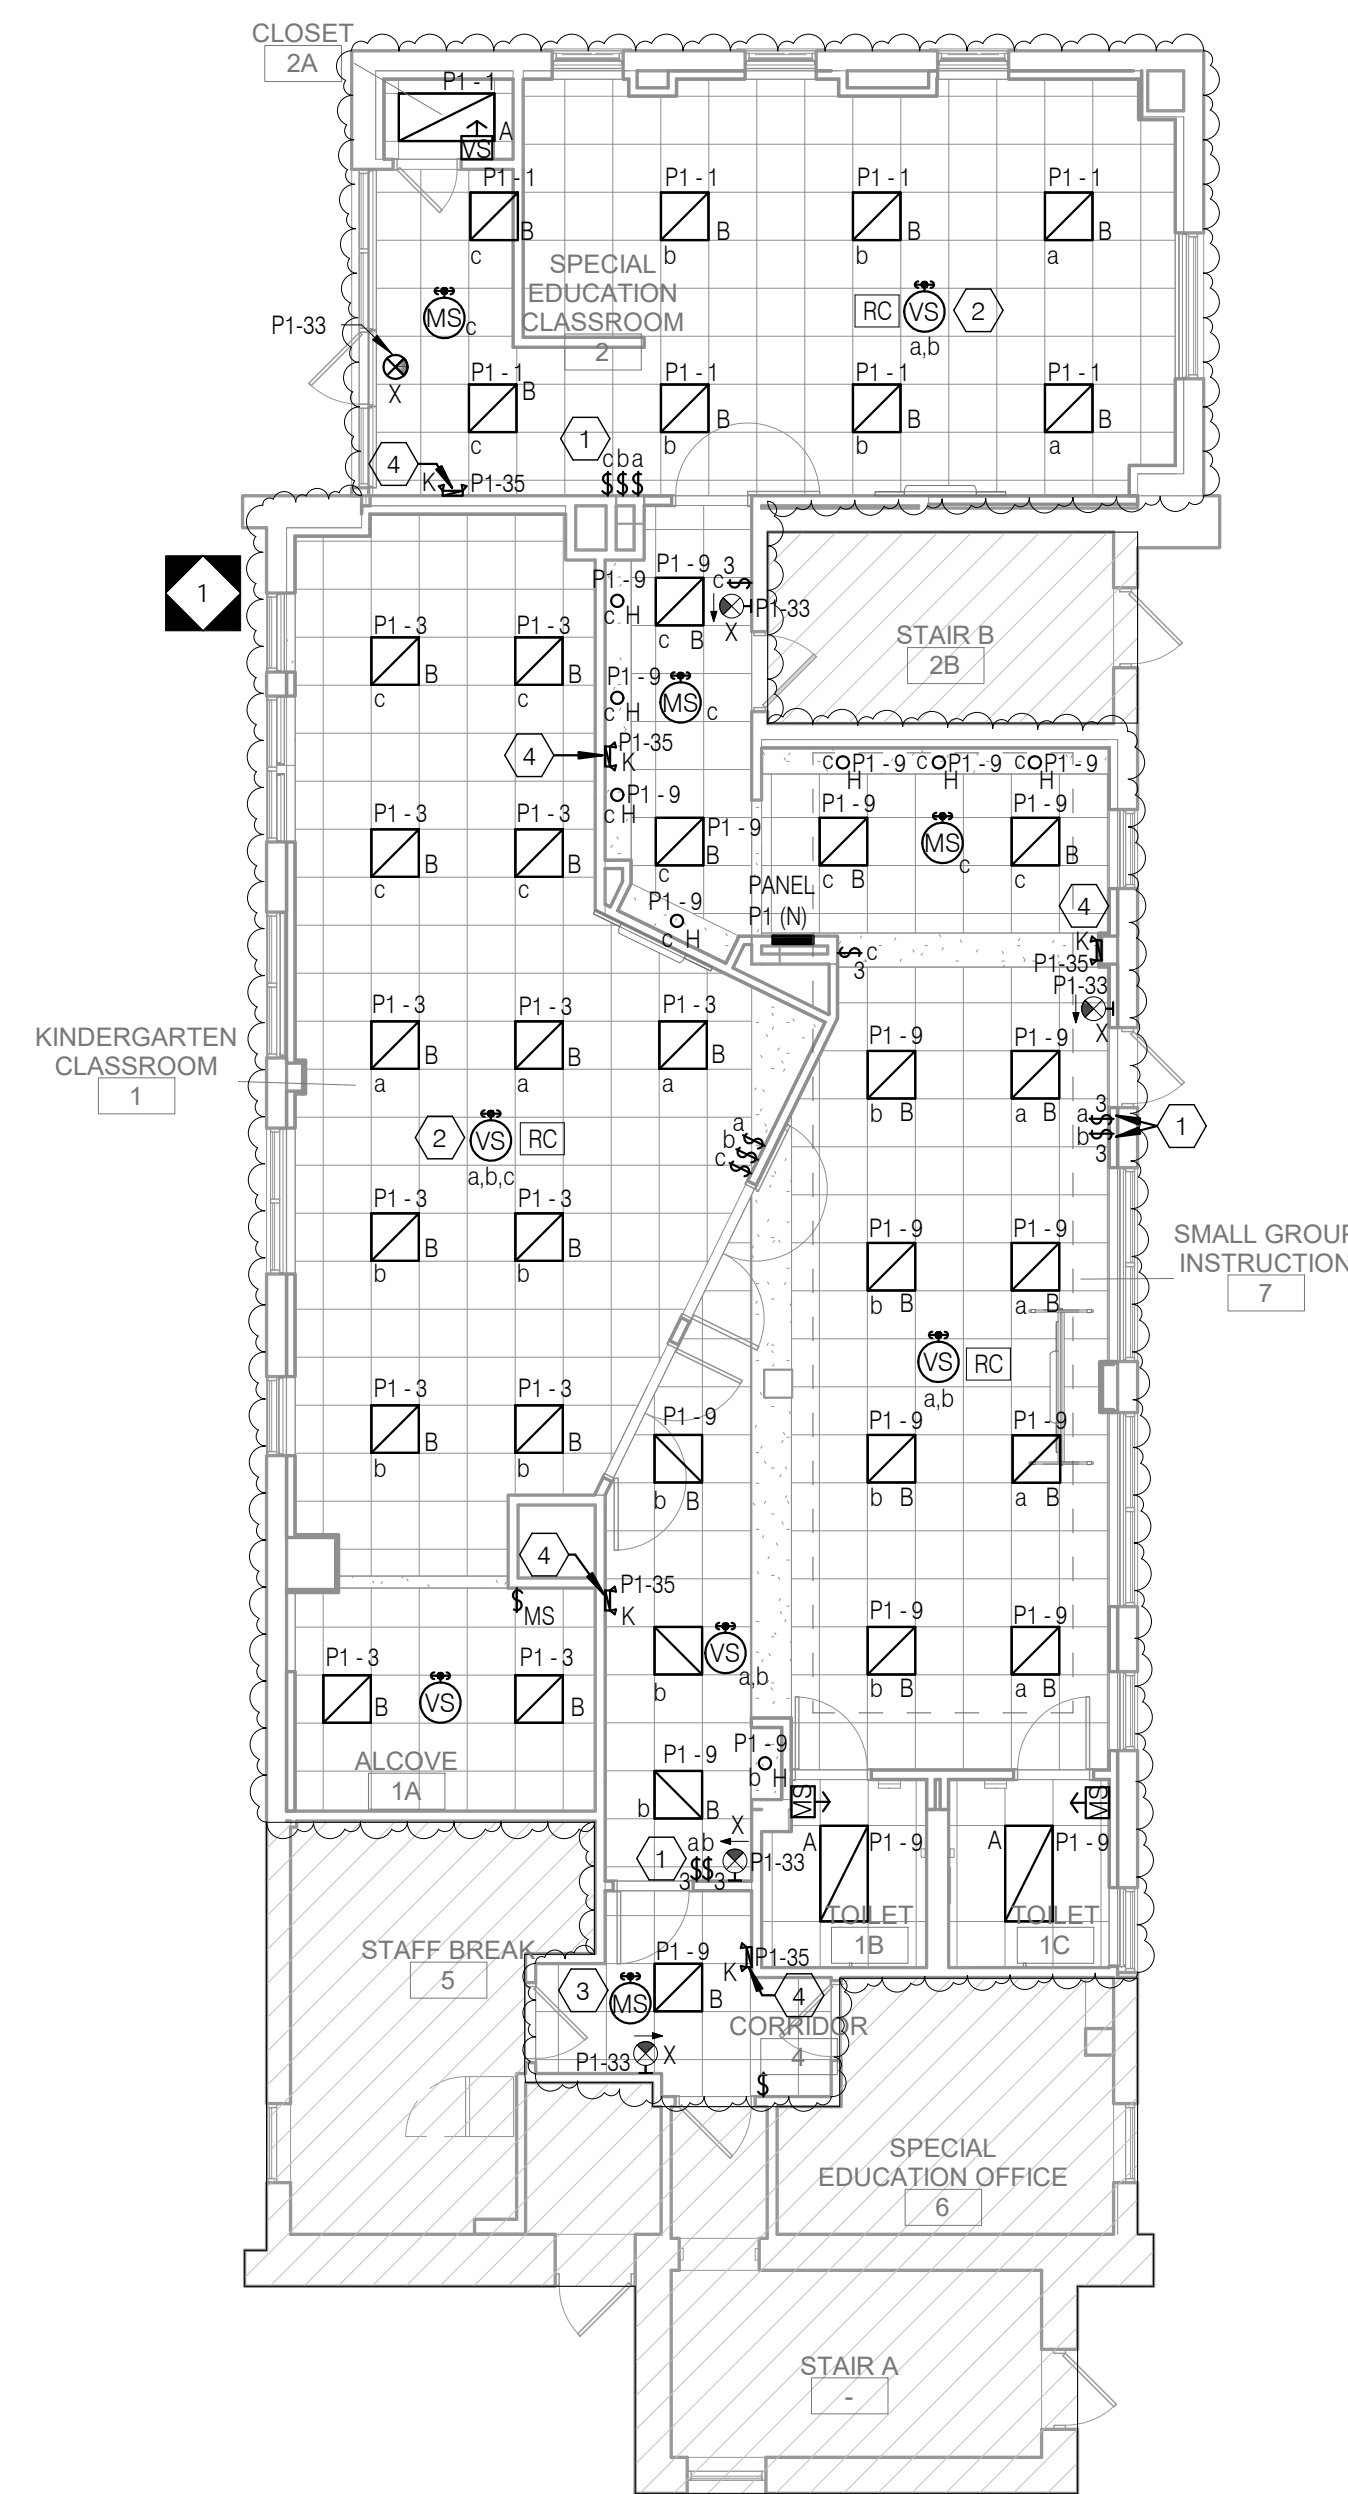 CLOSET
2A
P1 - 1
A
VS
P1 - 1
B
c
P1 - 1
B
b
P1 - 1
B
b
P1 - 1
B
a
SPECIAL
EDUCATION
CLASSROOM
2
MS
c
P1-33
X
RC
VS
2
a,b
P1 - 1
B
c
P1 - 1
B
b
P1 - 1
B
b
P1 - 1
B
a
1
cba
$$$
4
K
P1-35
1
P1 - 9
c H
P1 - 9
c B
3
c $
P1-33
X
STAIR B
2B
P1 - 3
B
c
P1 - 3
B
c
P1 - 9
c H
MS
c
4
P1-35
K
P1 - 9
c H
c P1 - 9
H
c P1 - 9
H
c P1 - 9
H
P1 - 3
B
c
P1 - 3
B
c
P1 - 9
B
c
P1 - 9
c B
MS
c
P1 - 9
B
c
P1 - 9
c H
PANEL
P1 (N)
4
K
P1-35
$ c
3
P1-33
X
KINDERGARTEN
CLASSROOM
1
P1 - 3
B
a
P1 - 3
B
a
P1 - 3
B
a
P1 - 9
b B
P1 - 9
a B
2
VS
RC
a,b,c
a $
b $
c $
3
a $
b $
3
1
P1 - 3
B
b
P1 - 3
B
b
P1 - 9
b B
P1 - 9
a B
SMALL GROUP
INSTRUCTION
7
VS
RC
a,b
P1 - 3
B
b
P1 - 3
B
b
P1 - 9
b B
P1 - 9
b B
P1 - 9
a B
4
P1-35
K
$MS
P1 - 3
B
VS
P1 - 3
B
b
VS
a,b
P1 - 9
b B
P1 - 9
a B
ALCOVE
1A
P1 - 9
b B
P1 - 9
b H
MS
MS
1
ab
$$
3 3
X
P1-33
A
P1 - 9
TOILET
1B
A
P1 - 9
TOILET
1C
STAFF BREAK
5
3
MS
P1 - 9
B
P1-35
K
4
CORRIDOR
4
P1-33
X
$
SPECIAL
EDUCATION OFFICE
6
STAIR A
-